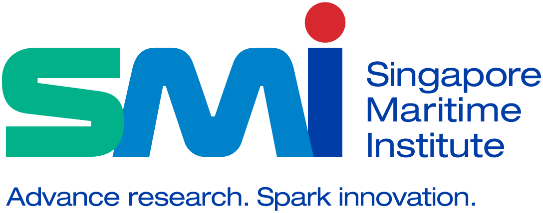 SMi
Singapore
Maritime
Institute
Advance research. Spark innovation.